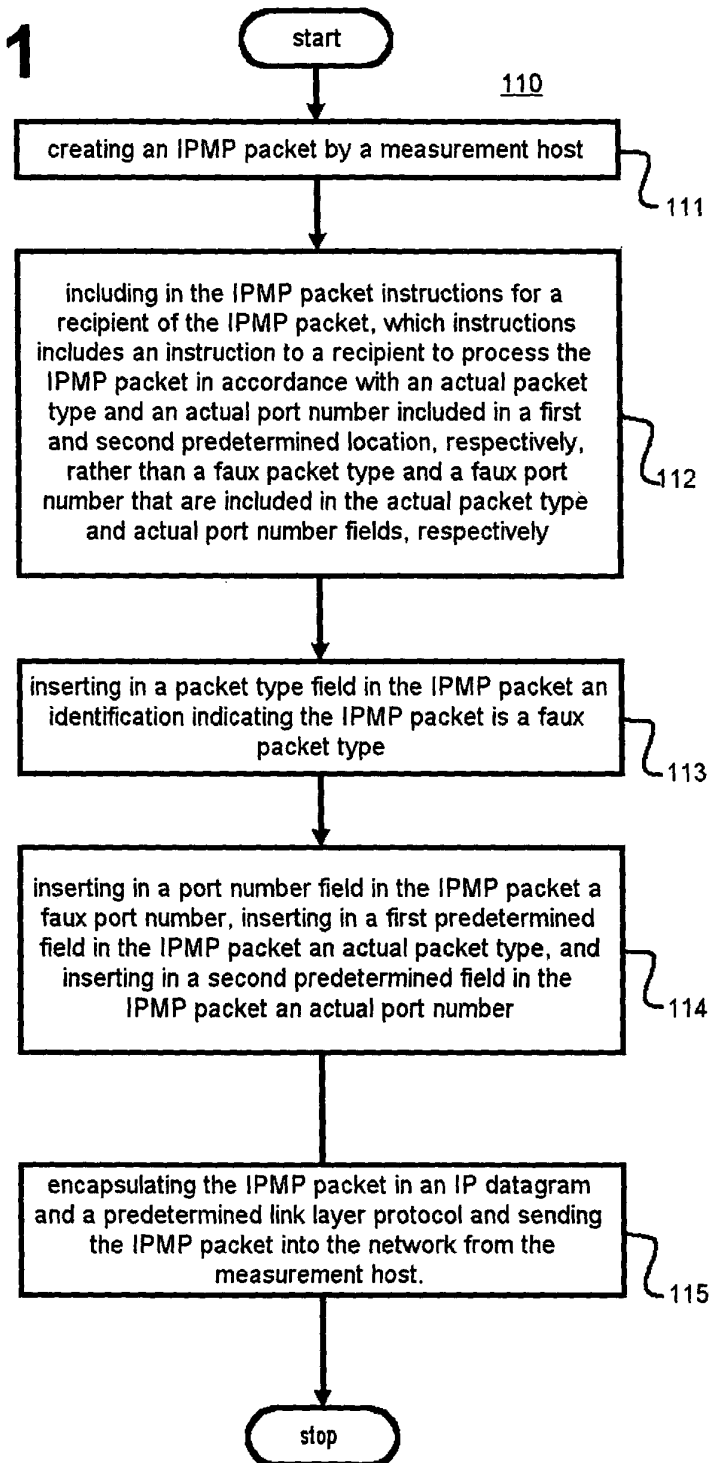 1
start
110
creating an IPMP packet by a measurement host
111
including in the IPMP packet instructions for a
recipient of the IPMP packet, which instructions
includes an instruction to a recipient to process the
IPMP packet in accordance with an actual packet
type and an actual port number included in a first
and second predetermined location, respectively,
rather than a faux packet type and a faux port
number that are included in the actual packet type
and actual port number fields, respectively
112
inserting in a packet type field in the IPMP packet an
identification indicating the IPMP packet is a faux
packet type
113
inserting in a port number field in the IPMP packet a
faux port number, inserting in a first predetermined
field in the IPMP packet an actual packet type, and
inserting in a second predetermined field in the
IPMP packet an actual port number
114
encapsulating the IPMP packet in an IP datagram
and a predetermined link layer protocol and sending
the IPMP packet into the network from the
measurement host.
115
stop